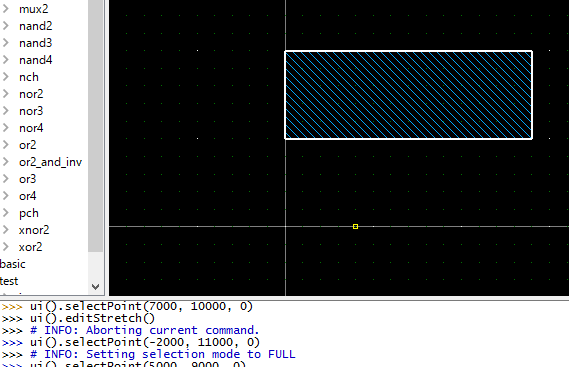 mux2
nand2
nand3
nand4
nch
nor2
nor3
nor4
or2
or2_and_inv
or3
or4
pch
xnor2
xor2
basic
test
>>> ui().selectPoint(7000, 10000, 0)
>>> ui().editStretch()
>>> # INFO: Aborting current command.
>>> ui().selectPoint(-2000, 11000, 0)
>>> # INFO: Setting selection mode to FULL
>>> ui().selectPoint(5000, 9000, 0)